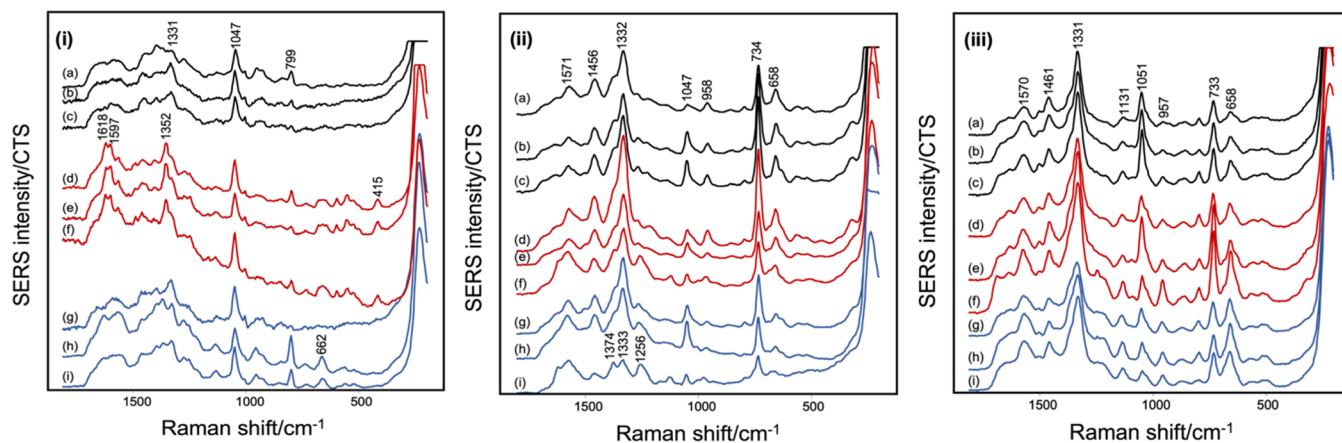 (i)
1331
1047
799
(a)
(b)
(c)
1618
1597
1352
415
(d)
(e)
(f)
(g)
(h)
662
(i)
1500
1000
500
SERS intensity/CTS
Raman shift/cm-1
(ii)
1332
734
1571
1456
1047
958
658
(a)
(b)
(c)
(d)
(e)
(f)
(g)
(h)
1374
1333
1256
(i)
1500
1000
500
SERS intensity/CTS
Raman shift/cm-1
(iii)
1331
1570
1461
1131
1051
957
733
658
(a)
(b)
(c)
(d)
(e)
(f)
(g)
(h)
(i)
1500
1000
500
SERS intensity/CTS
Raman shift/cm-1